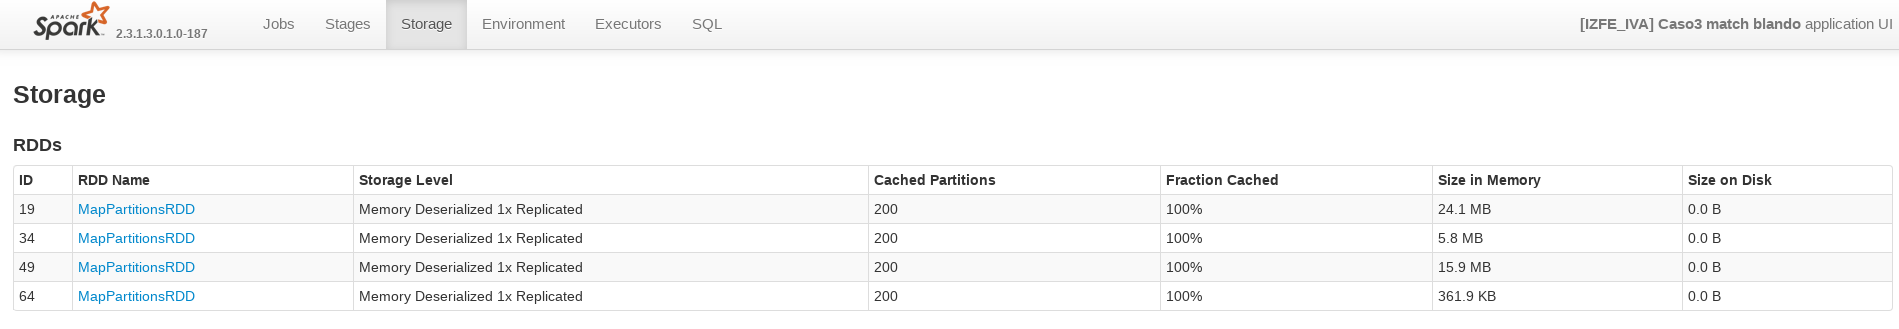 APACHE Spark 2.3.1.3.0.1.0-187 Jobs Stages Storage Environment Executors SQL [IZFE_IVA] Caso3 match blando application UI
Storage
RDDs
ID RDD Name Storage Level Cached Partitions Fraction Cached Size in Memory Size on Disk
19 MapPartitionsRDD Memory Deserialized 1x Replicated 200 100% 24.1 MB 0.0 B
34 MapPartitionsRDD Memory Deserialized 1x Replicated 200 100% 5.8 MB 0.0 B
49 MapPartitionsRDD Memory Deserialized 1x Replicated 200 100% 15.9 MB 0.0 B
64 MapPartitionsRDD Memory Deserialized 1x Replicated 200 100% 361.9 KB 0.0 B